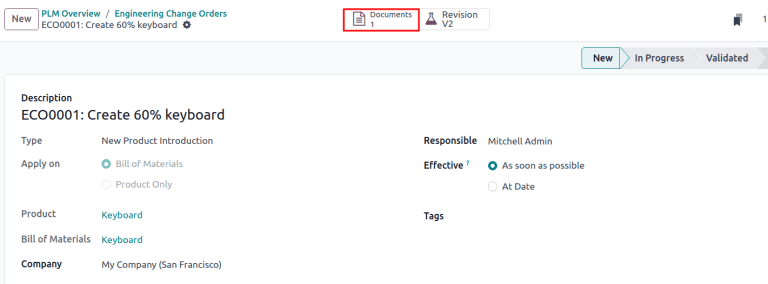 New
PLM Overview / Engineering Change Orders
ECO0001: Create 60% keyboard
Documents
1
Revision
V2
1
New
In Progress
Validated
Description
ECO0001: Create 60% keyboard
Type New Product Introduction
Responsible Mitchell Admin
Apply on Bill of Materials
Effective ? As soon as possible
Product Only
At Date
Product Keyboard
Tags
Bill of Materials Keyboard
Company My Company (San Francisco)